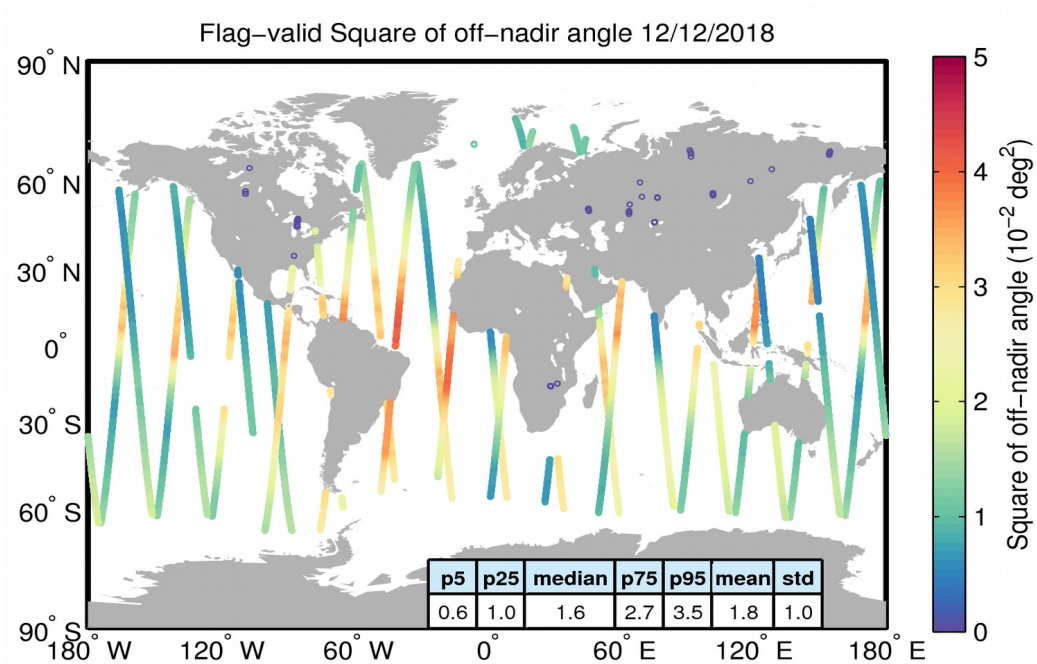 Flag−valid Square of off−nadir angle 12/12/2018
90° N
60° N
30° N
0°
30° S
60° S
90° S
180° W
120° W
60° W
0°
60° E
120° E
180° E
p5 p25 median p75 p95 mean std
0.6 1.0 1.6 2.7 3.5 1.8 1.0
5
4
3
2
1
0
Square of off−nadir angle (10⁻² deg²)